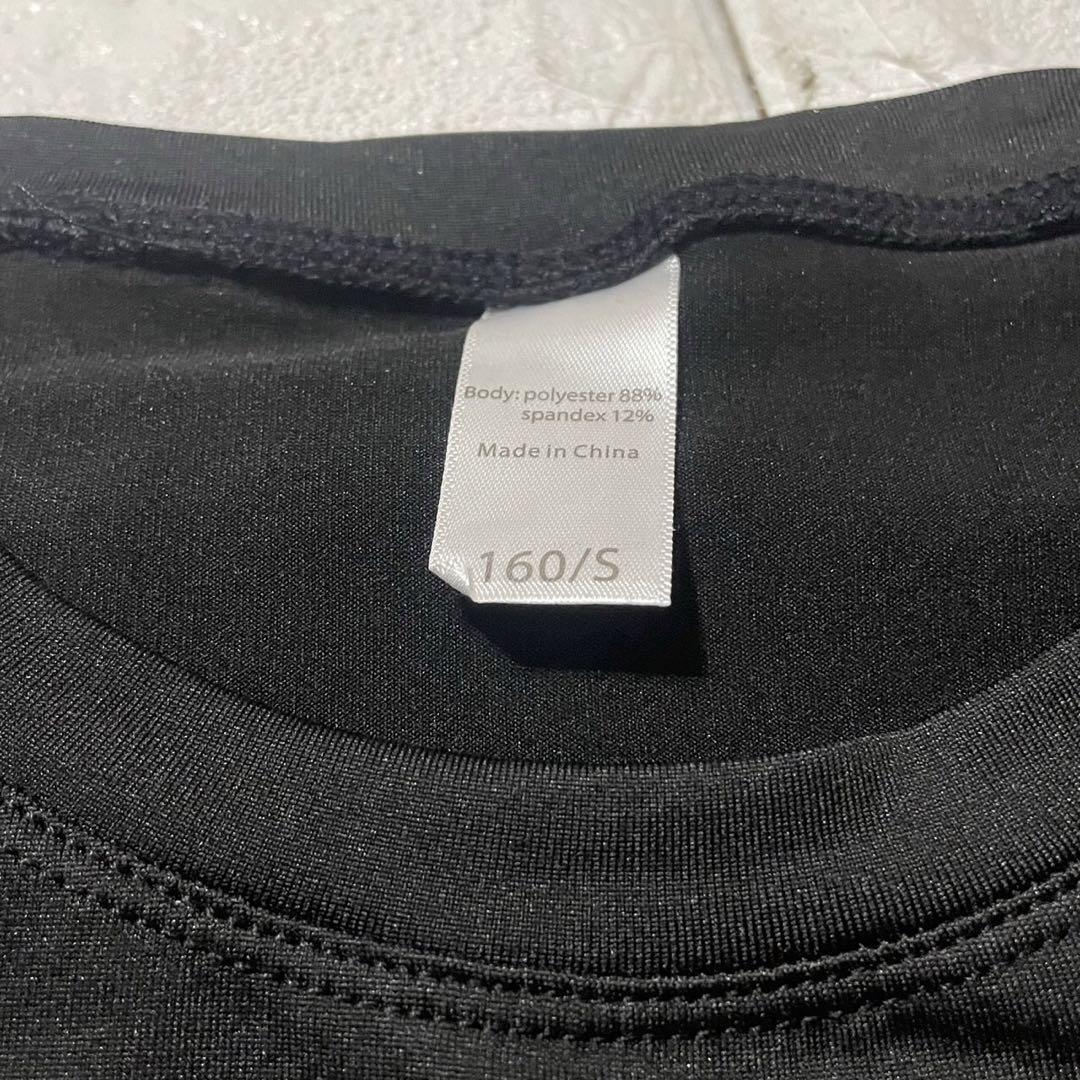 Body: polyester 88%
spandex 12%
Made in China
160/S